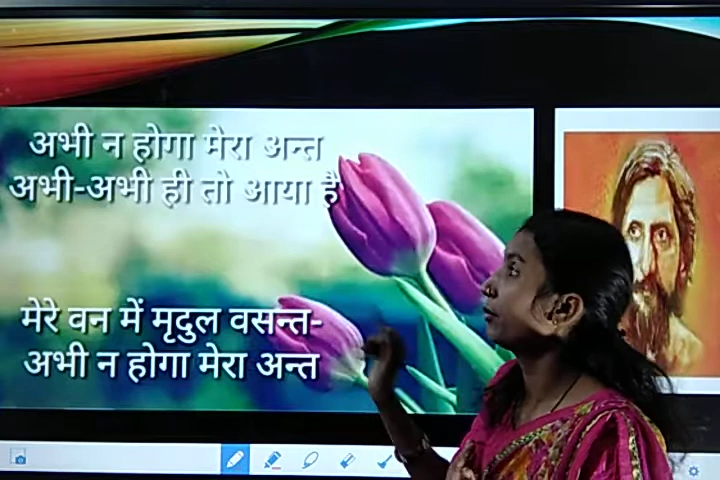 अभी न होगा मेरा अन्त
अभी-अभी ही तो आया है
मेरे वन में मृदुल वसन्त-
अभी न होगा मेरा अन्त